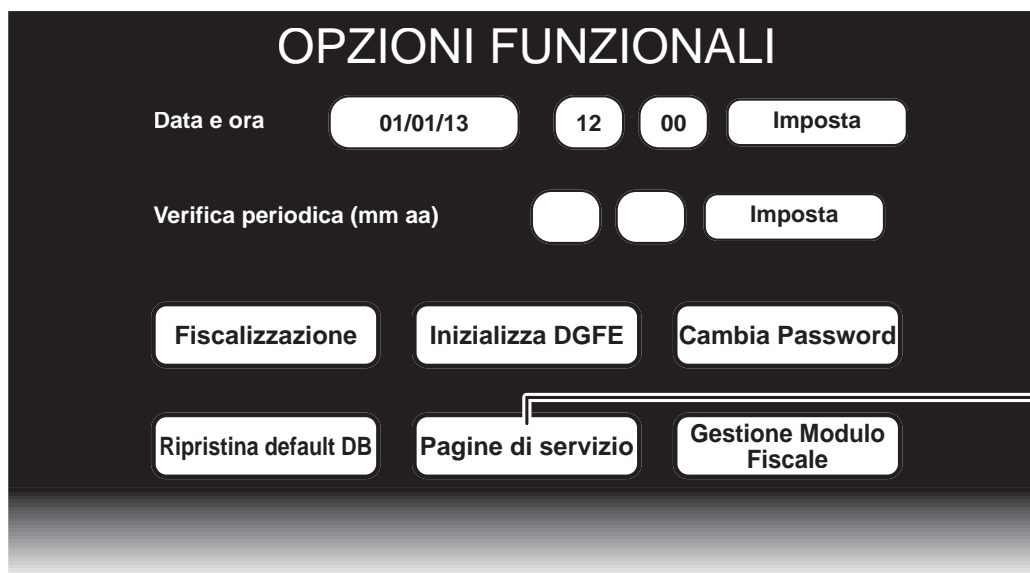 OPZIONI FUNZIONALI
Data e ora 01/01/13 12 00 Imposta
Verifica periodica (mm aa) Imposta
Fiscalizzazione Inizializza DGFE Cambia Password
Ripristina default DB Pagine di servizio Gestione Modulo
Fiscale